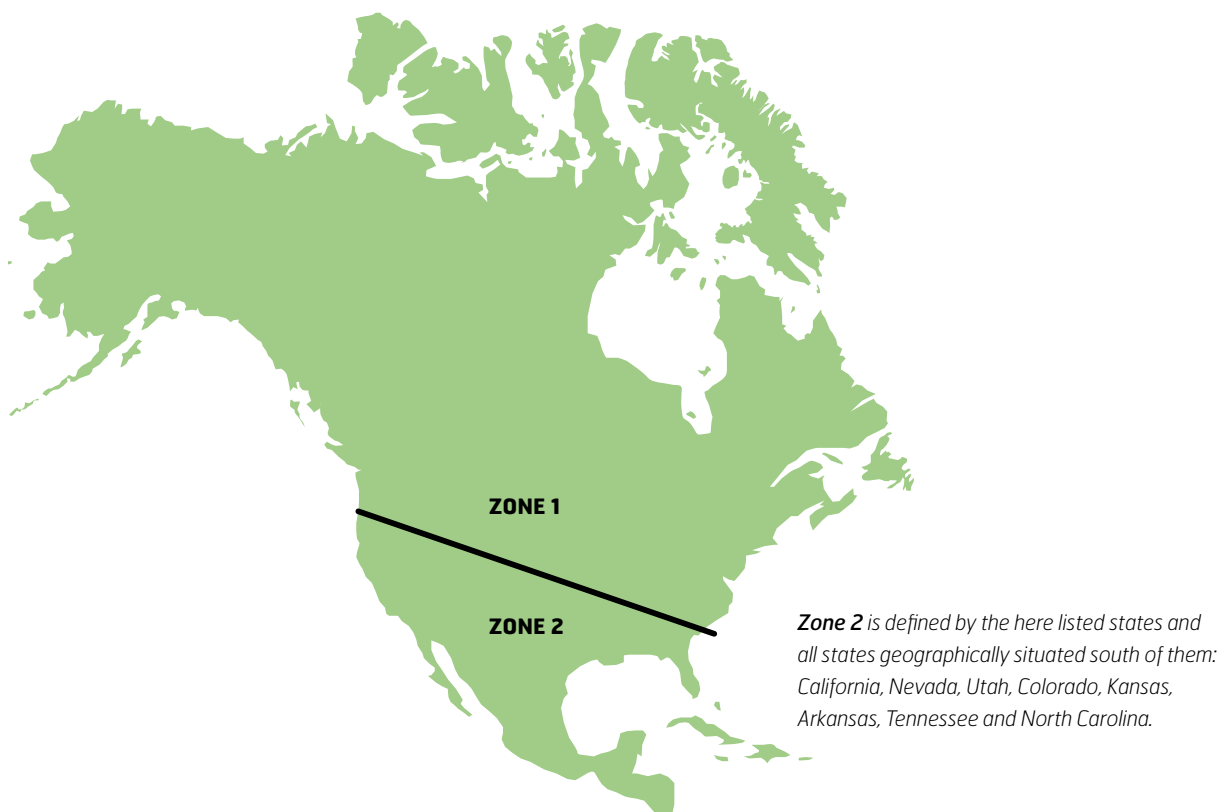 ZONE 1
ZONE 2
Zone 2 is defined by the here listed states and
all states geographically situated south of them:
California, Nevada, Utah, Colorado, Kansas,
Arkansas, Tennessee and North Carolina.